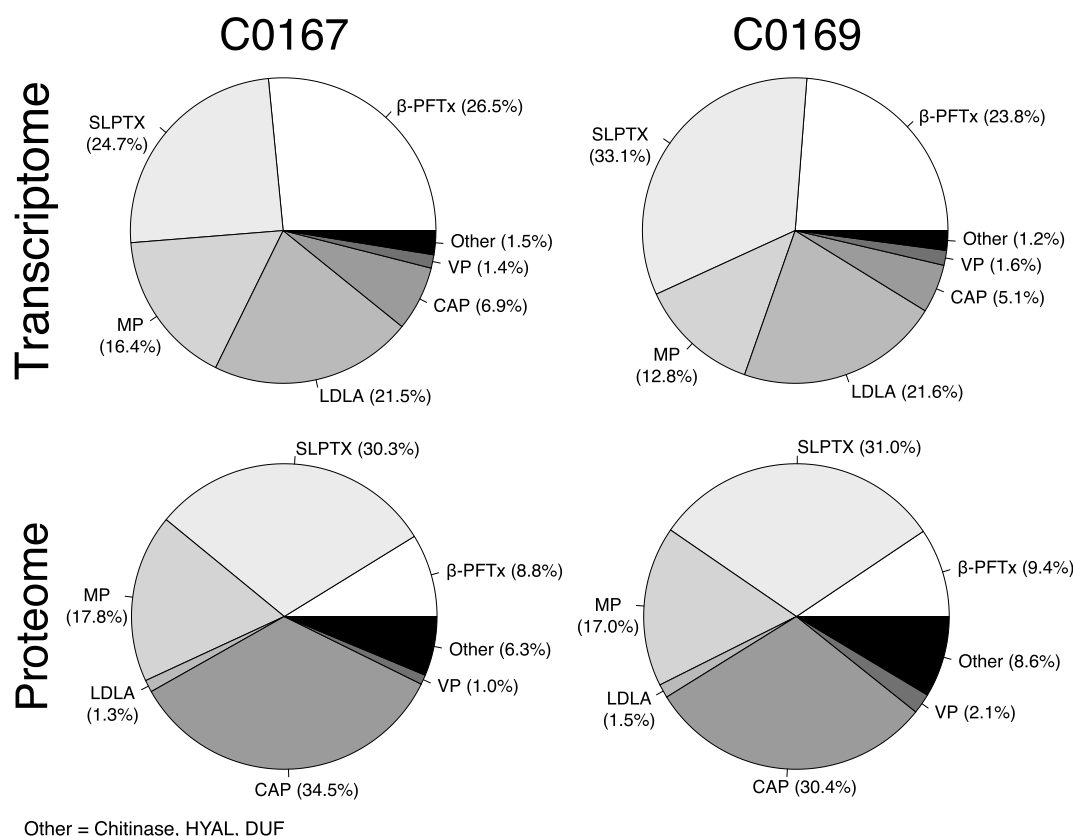 C0167
C0169
Transcriptome
β-PFTx (26.5%)
SLPTX
(24.7%)
MP
(16.4%)
LDLA (21.5%)
CAP (6.9%)
VP (1.4%)
Other (1.5%)
β-PFTx (23.8%)
SLPTX
(33.1%)
MP
(12.8%)
LDLA (21.6%)
CAP (5.1%)
VP (1.6%)
Other (1.2%)
Proteome
SLPTX (30.3%)
β-PFTx (8.8%)
MP
(17.8%)
LDLA
(1.3%)
CAP (34.5%)
VP (1.0%)
Other (6.3%)
SLPTX (31.0%)
β-PFTx (9.4%)
MP
(17.0%)
LDLA
(1.5%)
CAP (30.4%)
VP (2.1%)
Other (8.6%)
Other = Chitinase, HYAL, DUF